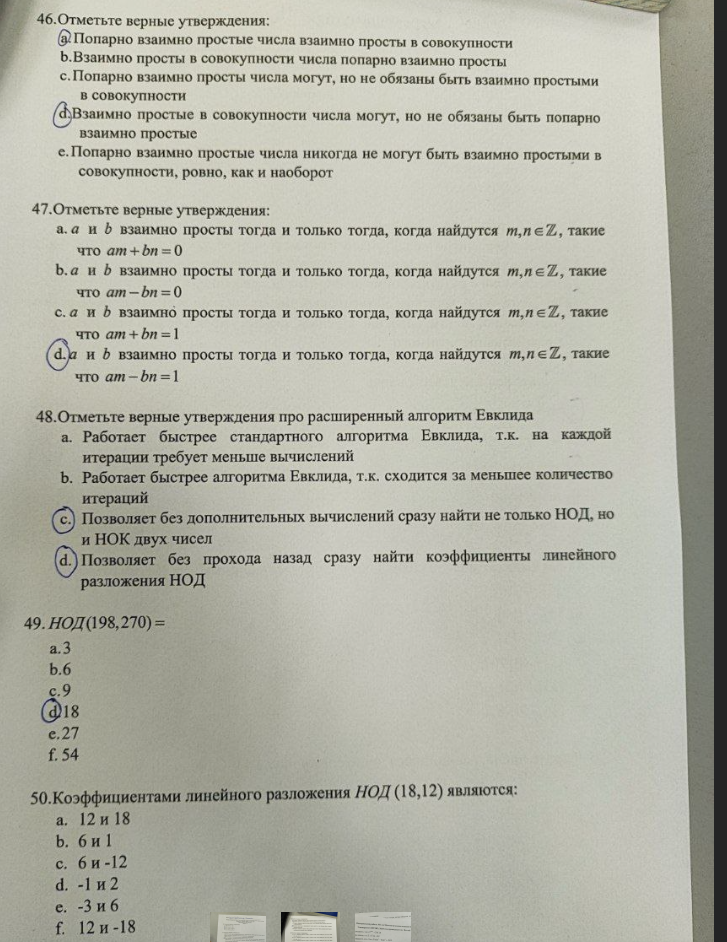 46.Отметьте верные утверждения:
a.Попарно взаимно простые числа взаимно просты в совокупности
b.Взаимно просты в совокупности числа попарно взаимно просты
c.Попарно взаимно просты числа могут, но не обязаны быть взаимно простыми
в совокупности
d.Взаимно простые в совокупности числа могут, но не обязаны быть попарно
взаимно простые
e.Попарно взаимно простые числа никогда не могут быть взаимно простыми в
совокупности, ровно, как и наоборот
47.Отметьте верные утверждения:
a. a и b взаимно просты тогда и только тогда, когда найдутся m,n∈ℤ, такие
что am+bn=0
b. a и b взаимно просты тогда и только тогда, когда найдутся m,n∈ℤ, такие
что am−bn=0
c. a и b взаимно просты тогда и только тогда, когда найдутся m,n∈ℤ, такие
что am+bn=1
d. a и b взаимно просты тогда и только тогда, когда найдутся m,n∈ℤ, такие
что am−bn=1
48.Отметьте верные утверждения про расширенный алгоритм Евклида
a. Работает быстрее стандартного алгоритма Евклида, т.к. на каждой
итерации требует меньше вычислений
b. Работает быстрее алгоритма Евклида, т.к. сходится за меньшее количество
итераций
c. Позволяет без дополнительных вычислений сразу найти не только НОД, но
и НОК двух чисел
d. Позволяет без прохода назад сразу найти коэффициенты линейного
разложения НОД
49. НОД(198,270)=
a.3
b.6
c.9
d.18
e.27
f. 54
50.Коэффициентами линейного разложения НОД (18,12) являются:
a. 12 и 18
b. 6 и 1
c. 6 и -12
d. -1 и 2
e. -3 и 6
f. 12 и -18